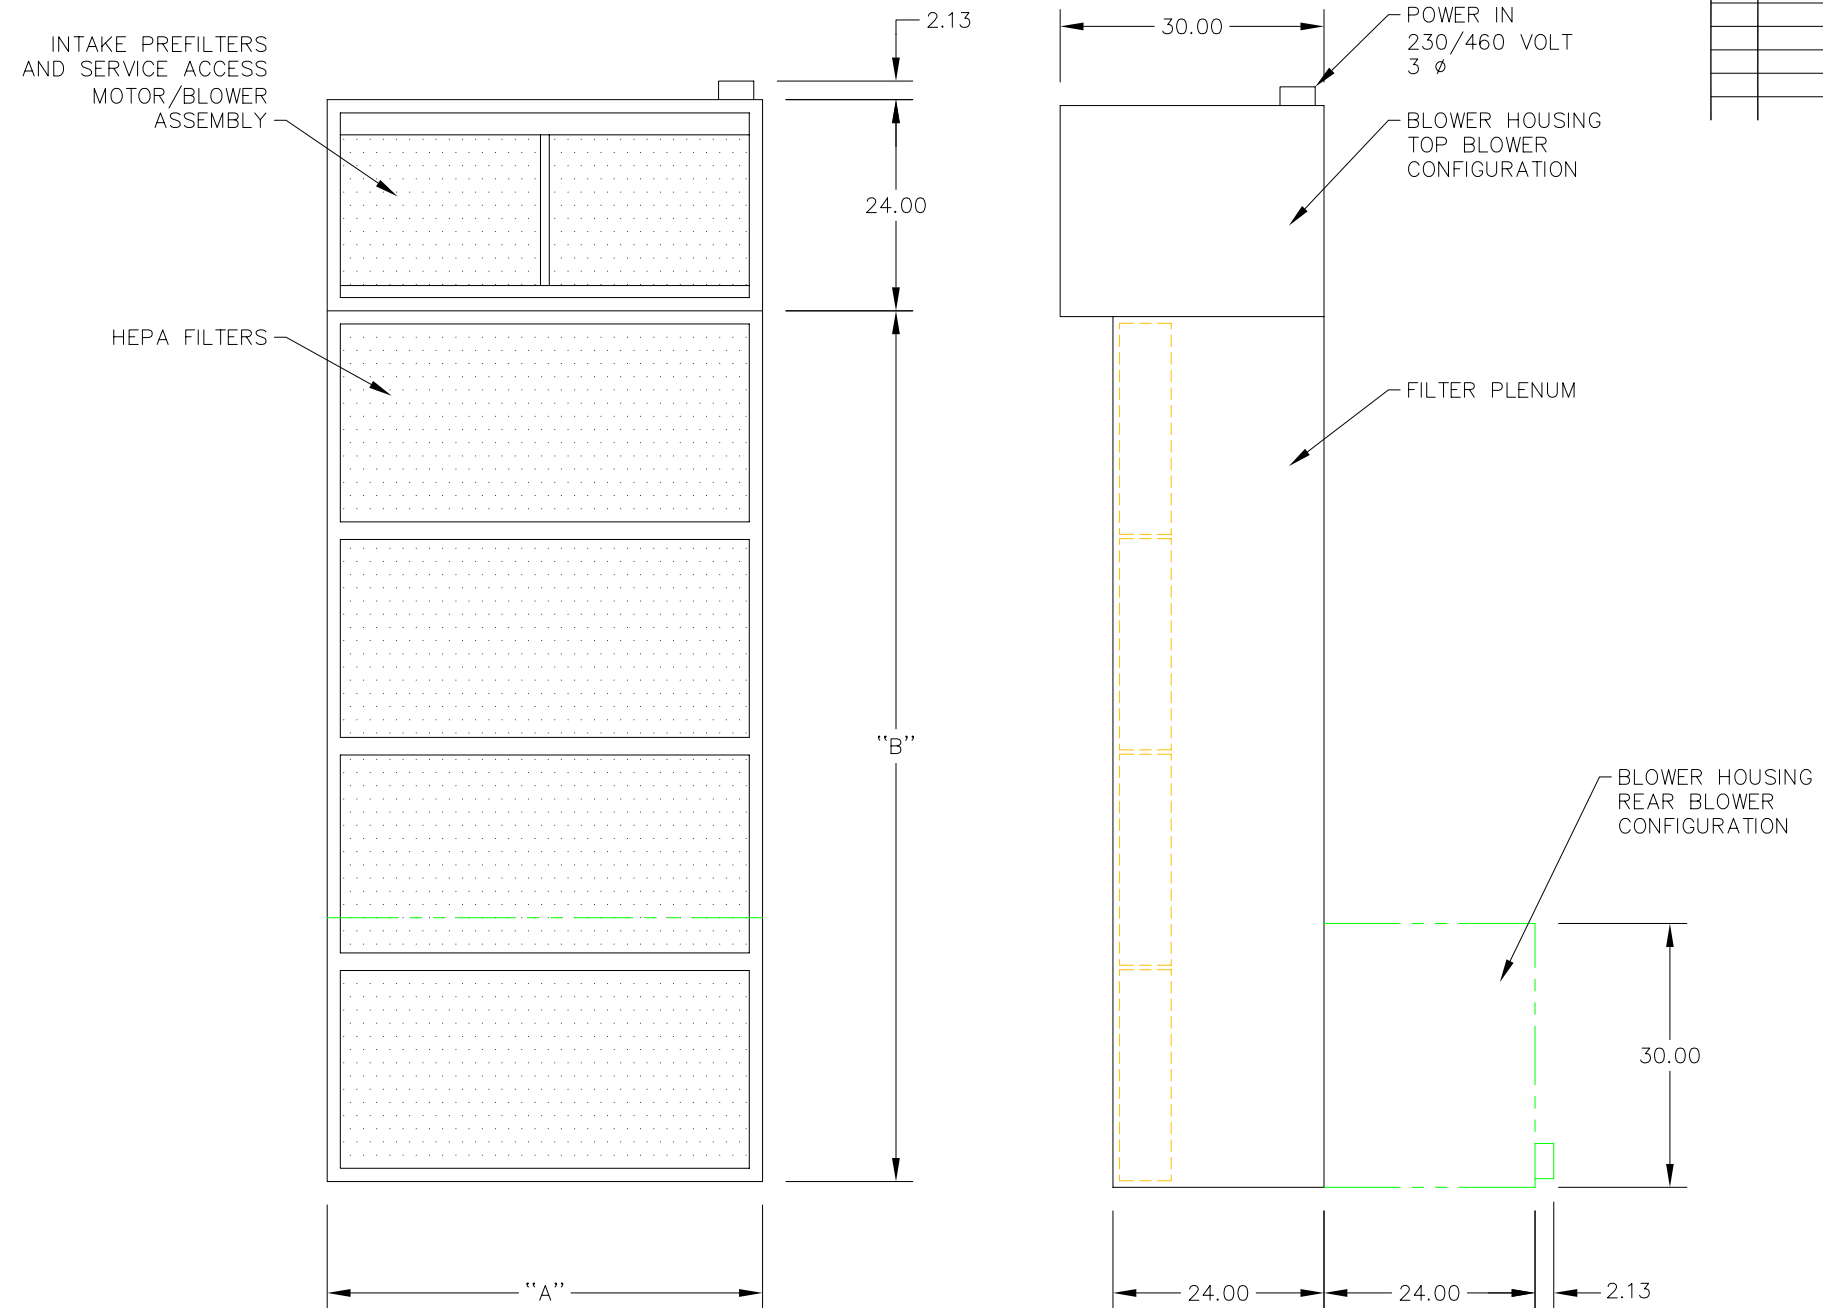 INTAKE PREFILTERS
AND SERVICE ACCESS
MOTOR/BLOWER
ASSEMBLY
HEPA FILTERS
2.13
24.00
"B"
"A"
30.00
POWER IN
230/460 VOLT
3 ø
BLOWER HOUSING
TOP BLOWER
CONFIGURATION
FILTER PLENUM
BLOWER HOUSING
REAR BLOWER
CONFIGURATION
30.00
24.00
24.00
2.13